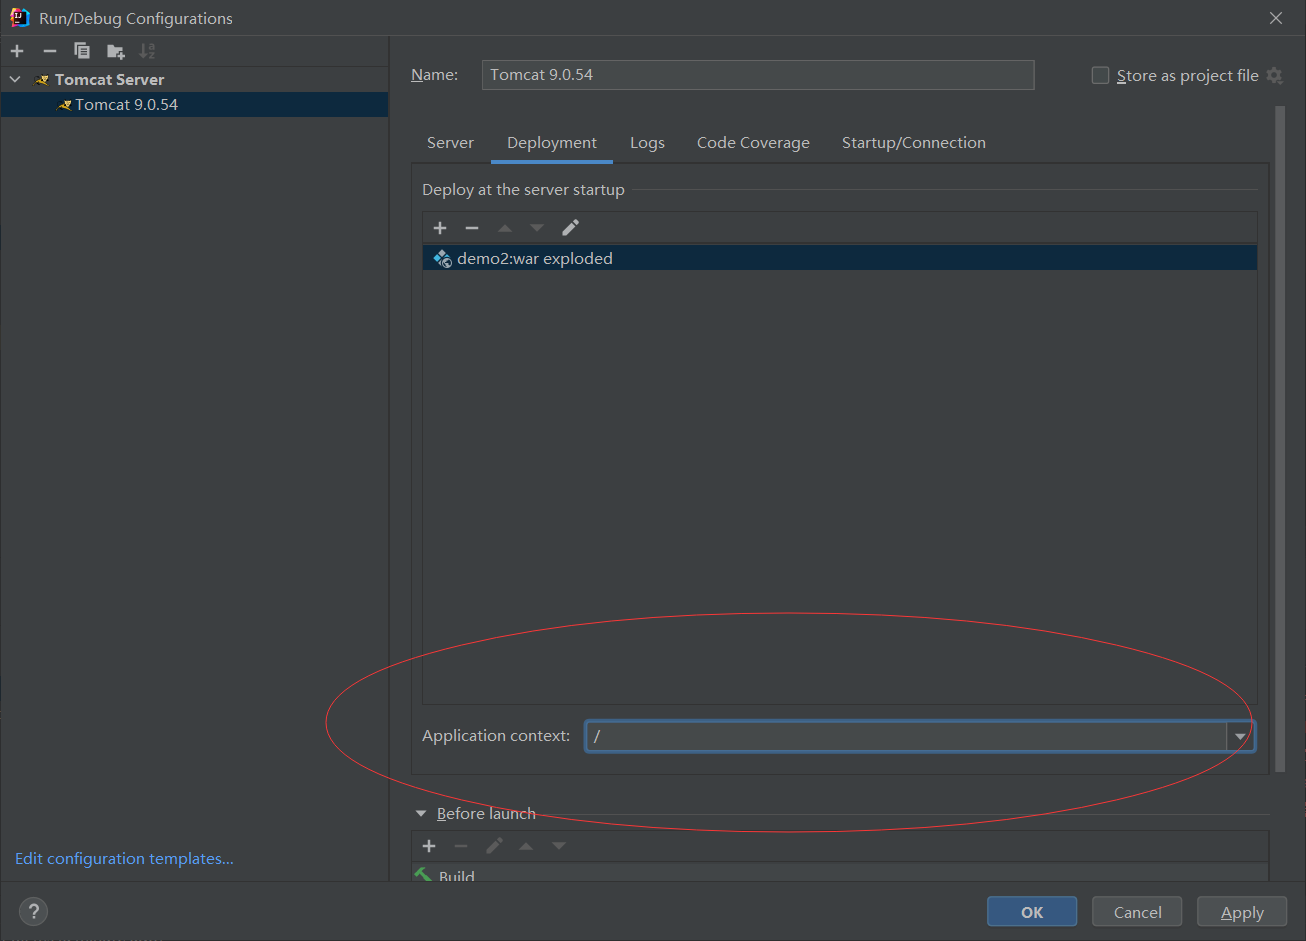 Run/Debug Configurations
Tomcat Server
Tomcat 9.0.54
Name: Tomcat 9.0.54
Store as project file
Server Deployment Logs Code Coverage Startup/Connection
Deploy at the server startup
demo2:war exploded
Application context: /
Before launch
Build
Edit configuration templates...
? OK Cancel Apply